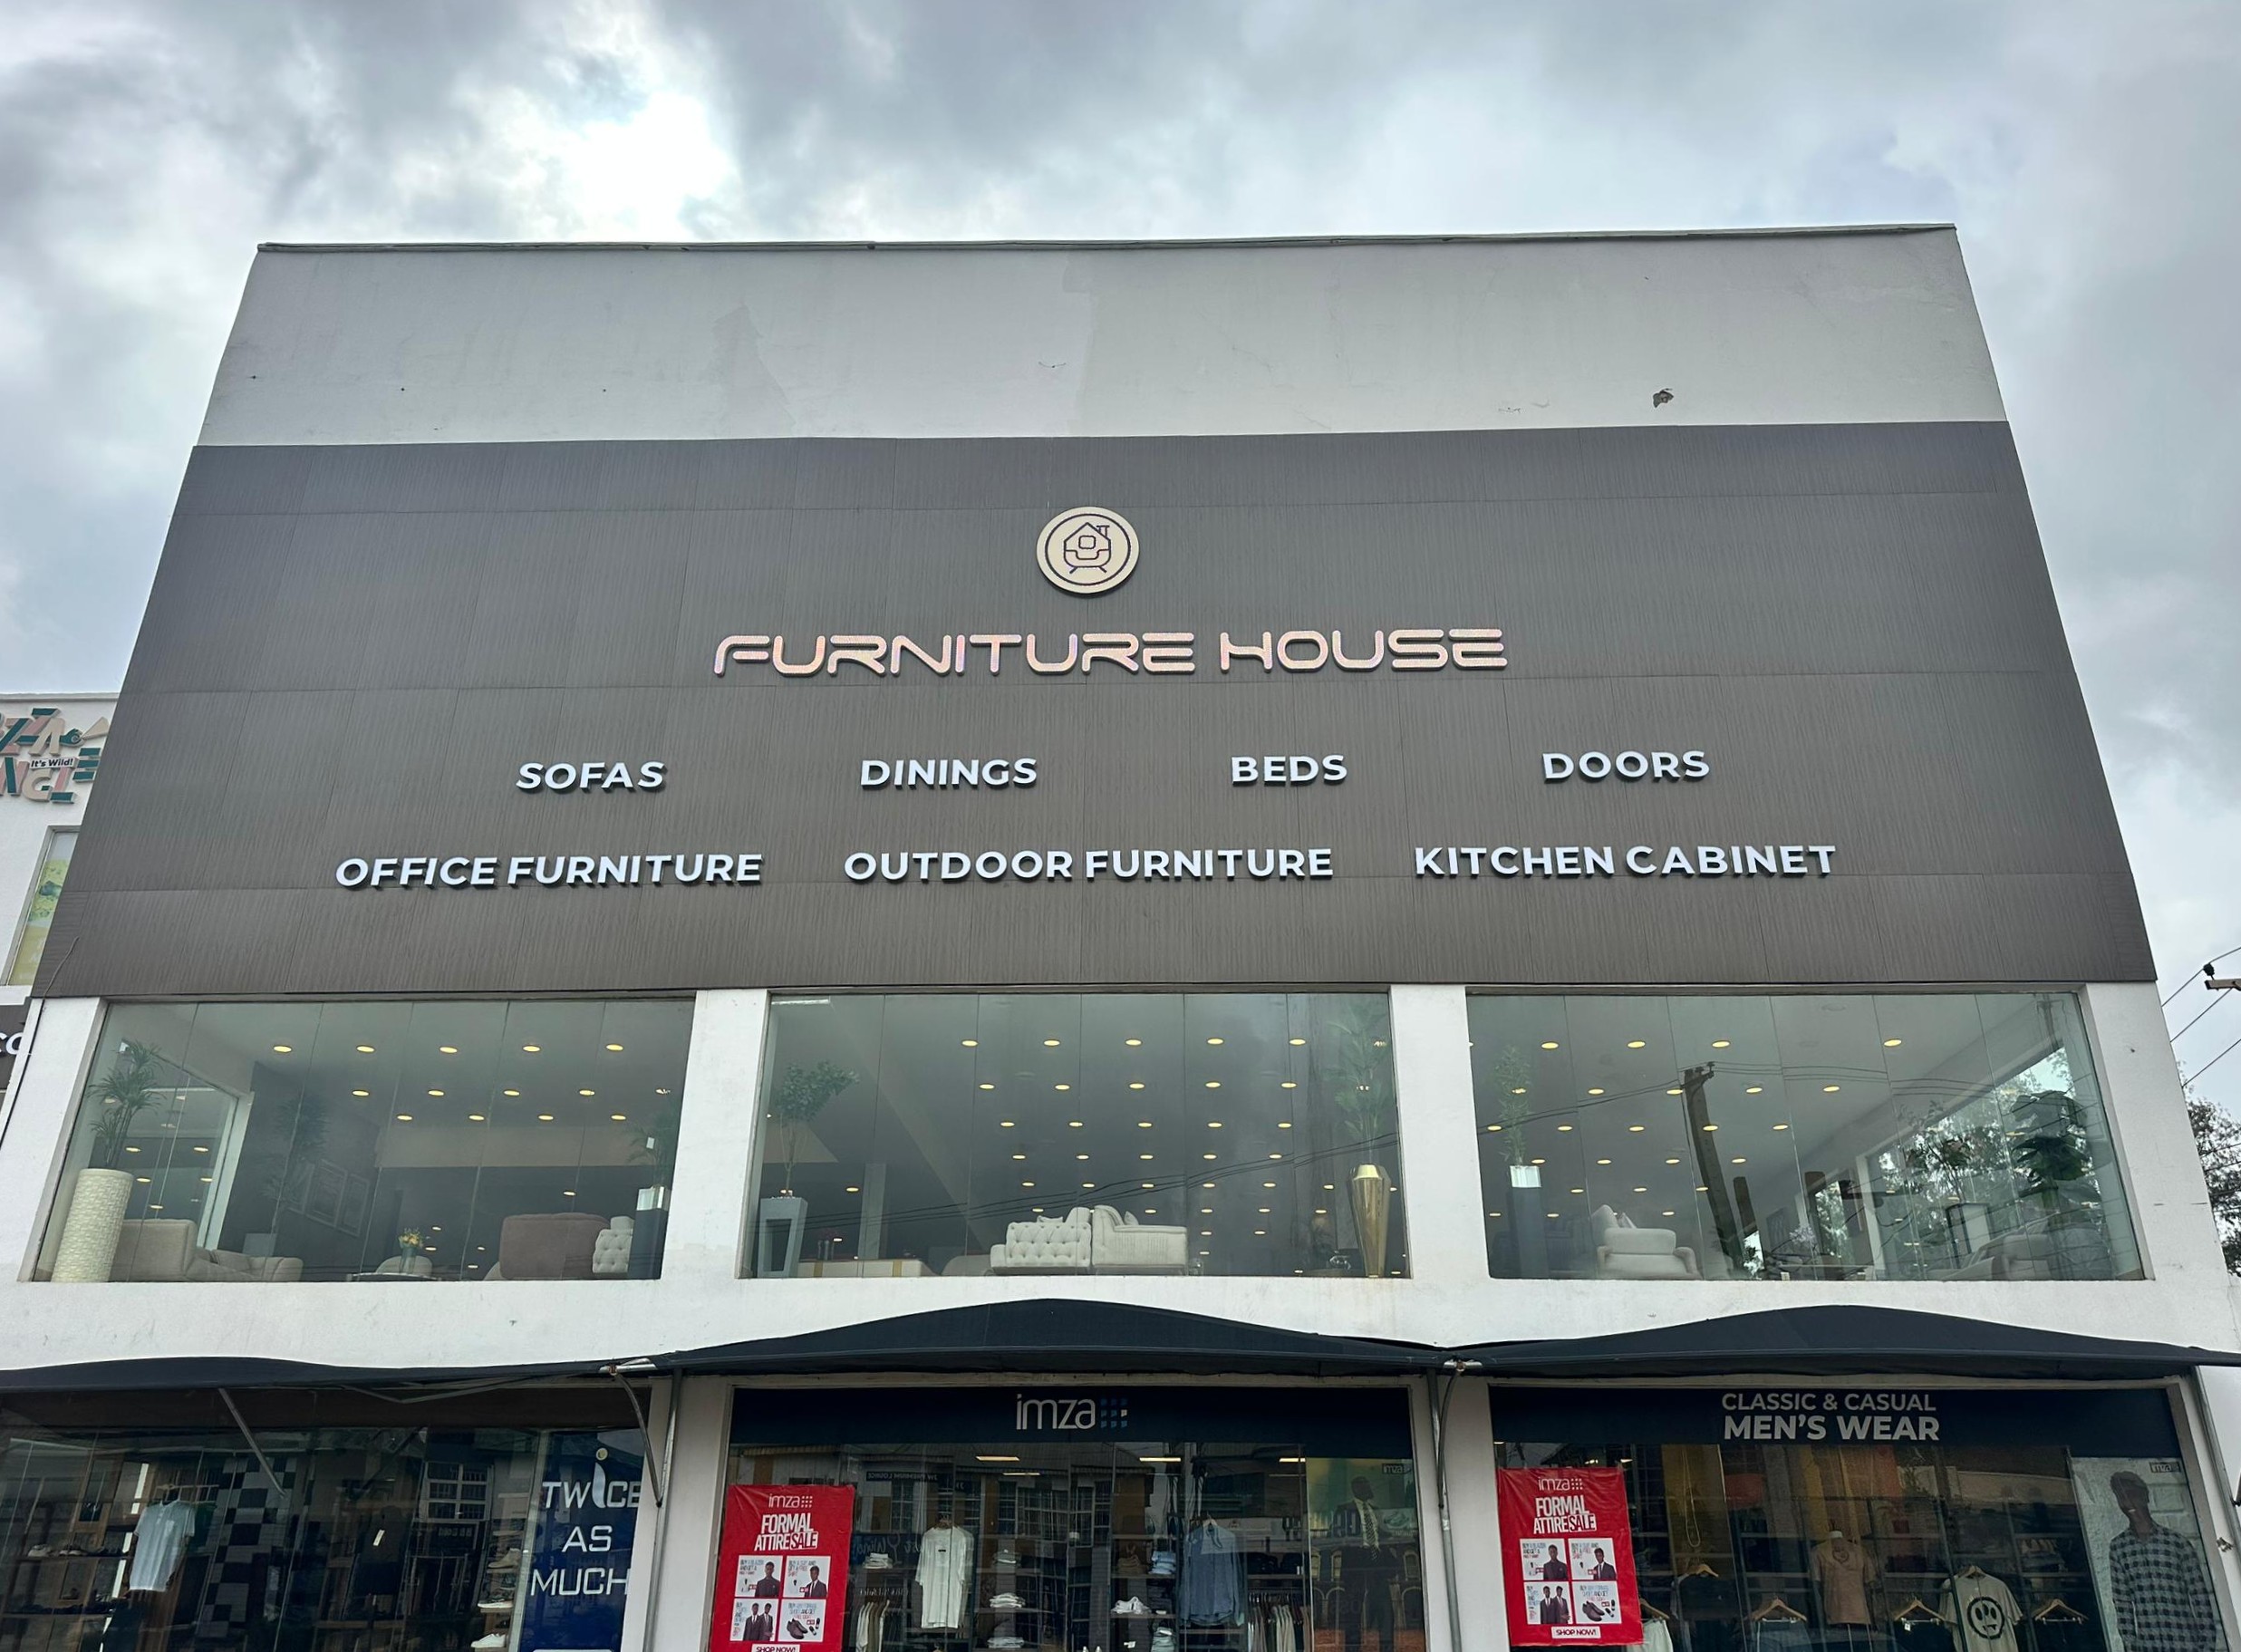 FURNITURE HOUSE
SOFAS DININGS BEDS DOORS
OFFICE FURNITURE OUTDOOR FURNITURE KITCHEN CABINET
It's Wild!
imza
CLASSIC & CASUAL
MEN'S WEAR
TWICE
AS
MUCH
imza
FORMAL
ATTIRE SALE
SHOP NOW!
imza
FORMAL
ATTIRE SALE
SHOP NOW!